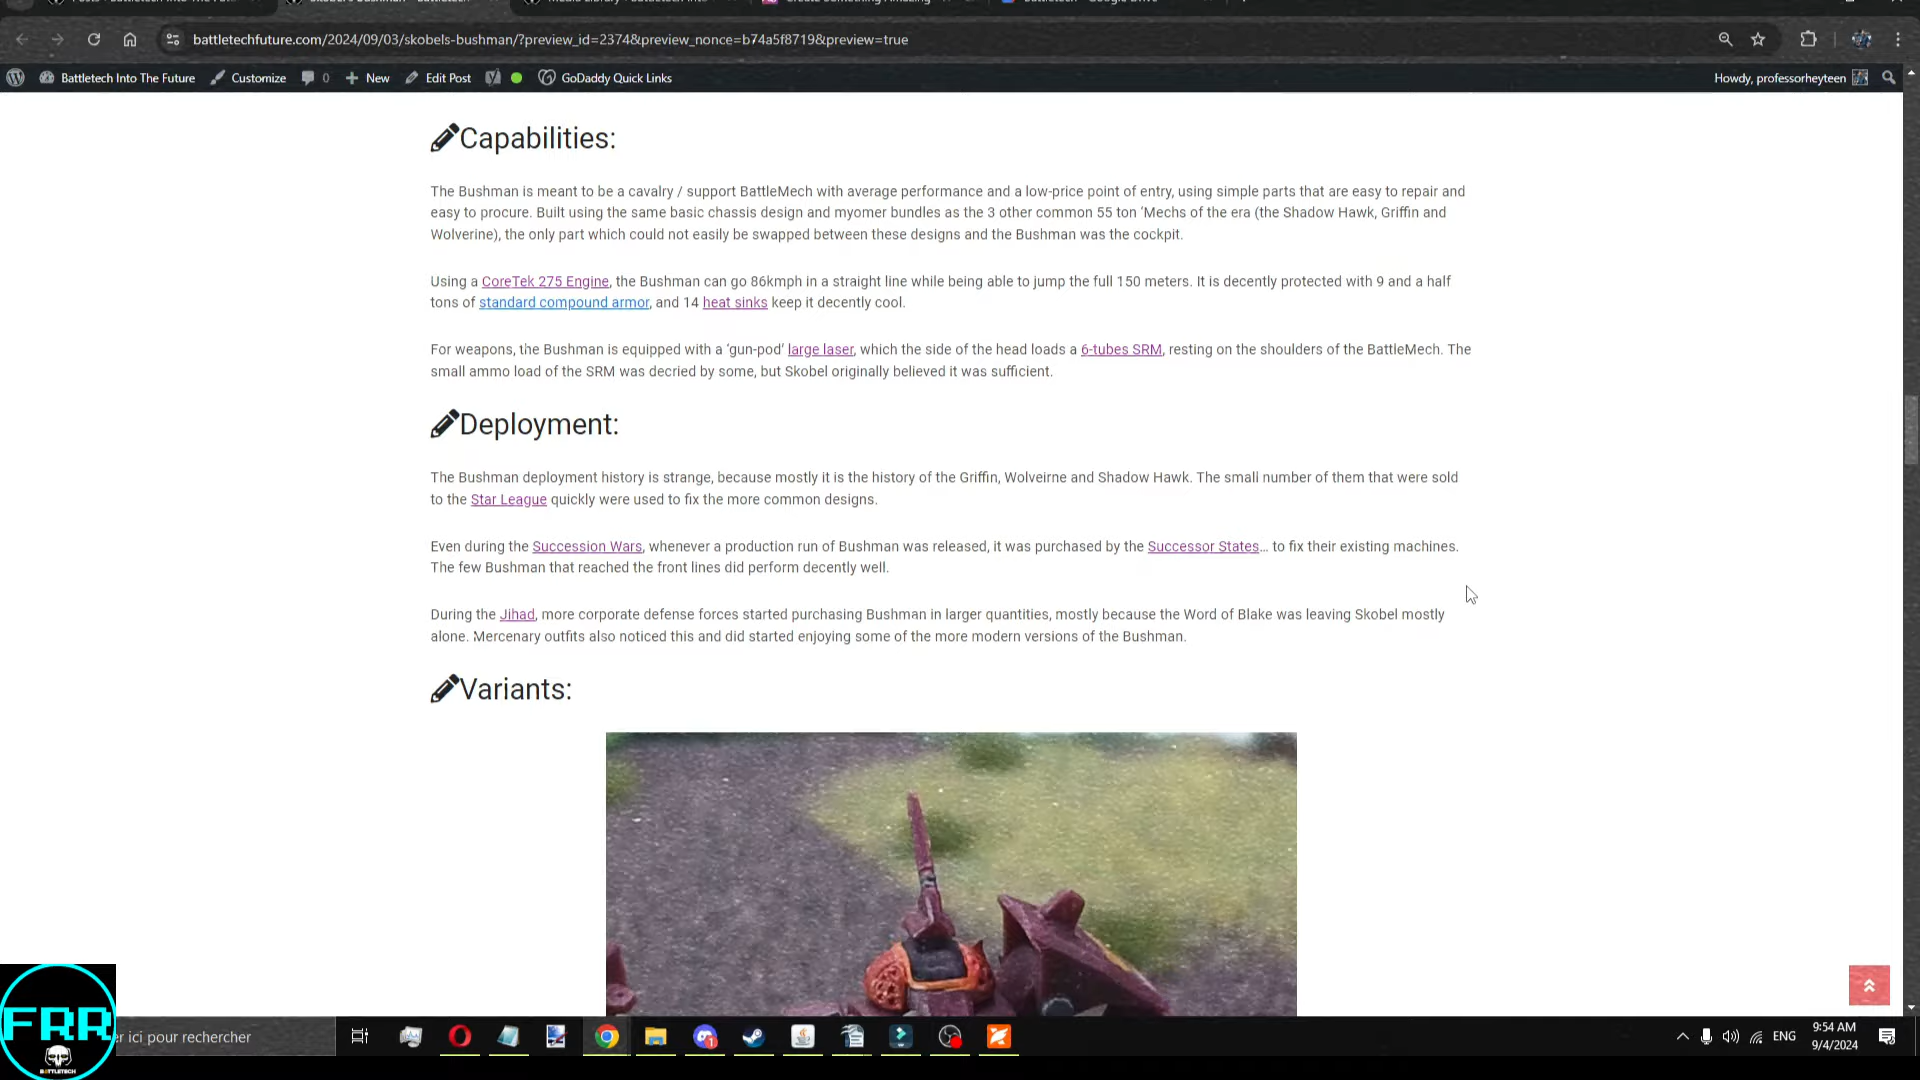 battletechfuture.com/2024/09/03/skobels-bushman/?preview_id=2374&preview_nonce=b74a5f8719&preview=true
Battletech Into The Future
Customize
0
New
Edit Post
GoDaddy Quick Links
Howdy, professorheyteen
Capabilities:
The Bushman is meant to be a cavalry / support BattleMech with average performance and a low-price point of entry, using simple parts that are easy to repair and
easy to procure. Built using the same basic chassis design and myomer bundles as the 3 other common 55 ton ‘Mechs of the era (the Shadow Hawk, Griffin and
Wolverine), the only part which could not easily be swapped between these designs and the Bushman was the cockpit.
Using a CoreTek 275 Engine, the Bushman can go 86kmph in a straight line while being able to jump the full 150 meters. It is decently protected with 9 and a half
tons of standard compound armor, and 14 heat sinks keep it decently cool.
For weapons, the Bushman is equipped with a ‘gun-pod’ large laser, which the side of the head loads a 6-tubes SRM, resting on the shoulders of the BattleMech. The
small ammo load of the SRM was decried by some, but Skobel originally believed it was sufficient.
Deployment:
The Bushman deployment history is strange, because mostly it is the history of the Griffin, Wolveirne and Shadow Hawk. The small number of them that were sold
to the Star League quickly were used to fix the more common designs.
Even during the Succession Wars, whenever a production run of Bushman was released, it was purchased by the Successor States… to fix their existing machines.
The few Bushman that reached the front lines did perform decently well.
During the Jihad, more corporate defense forces started purchasing Bushman in larger quantities, mostly because the Word of Blake was leaving Skobel mostly
alone. Mercenary outfits also noticed this and did started enjoying some of the more modern versions of the Bushman.
Variants:
FRR
BATTLETECH
er ici pour rechercher
1
ENG
9:54 AM
9/4/2024